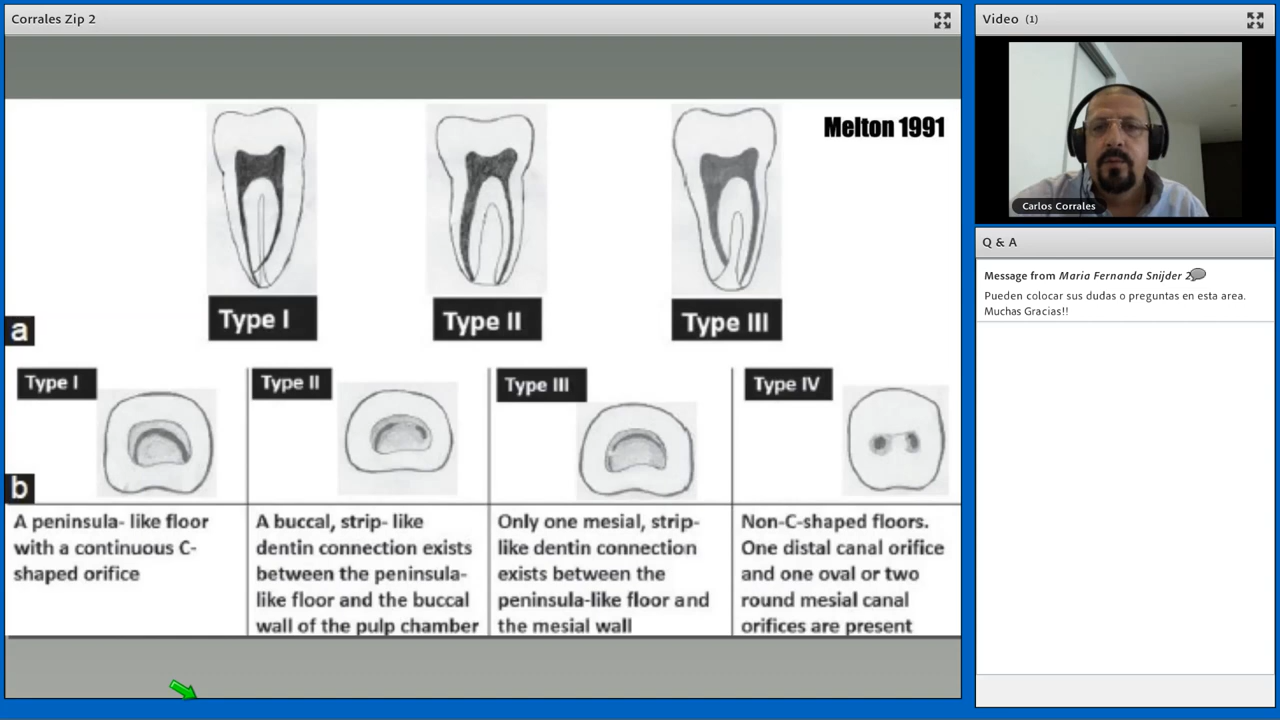 Corrales Zip 2
Melton 1991
Type I
Type II
Type III
a
Type I
Type II
Type III
Type IV
b
A peninsula- like floor
with a continuous C-
shaped orifice
A buccal, strip- like
dentin connection exists
between the peninsula-
like floor and the buccal
wall of the pulp chamber
Only one mesial, strip-
like dentin connection
exists between the
peninsula-like floor and
the mesial wall
Non-C-shaped floors.
One distal canal orifice
and one oval or two
round mesial canal
orifices are present
Video (1)
Carlos Corrales
Q & A
Message from Maria Fernanda Snijder 2
Pueden colocar sus dudas o preguntas en esta area.
Muchas Gracias!!